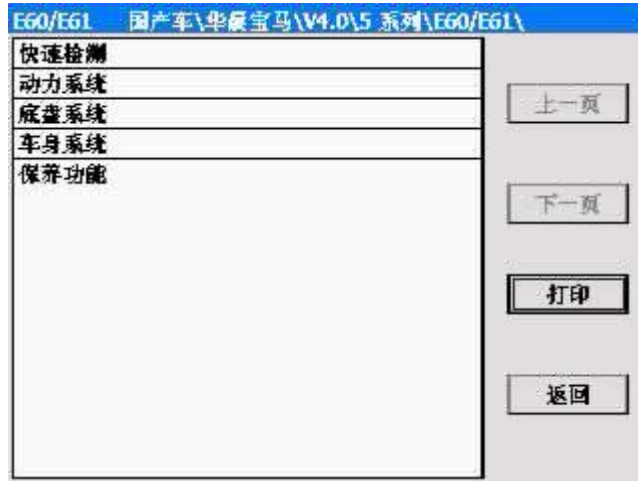 E60/E61 国产车\华晨宝马\V4.0\5 系列\E60/E61\
快速检测
动力系统
底盘系统
车身系统
保养功能
上一页
下一页
打印
返回